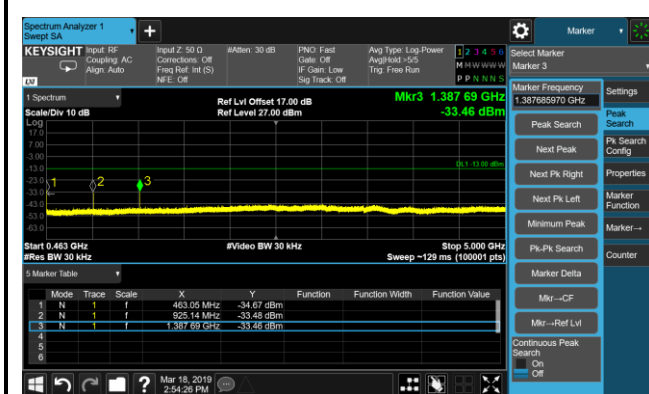 Spectrum Analyzer 1
Swept SA
KEYSIGHT
Input: RF
Coupling: AC
Align: Auto
Input Z: 50 Ω
Corrections: Off
Freq Ref: Int (S)
NFE: Off
#Atten: 30 dB
PNO: Fast
Gate: Off
IF Gain: Low
Sig Track: Off
Avg Type: Log-Power
Avg|Hold:>5/5
Trig: Free Run
1 2 3 4 5 6
M W W W W W
P P N N N S
LXI
1 Spectrum
Scale/Div 10 dB
Ref Lvl Offset 17.00 dB
Ref Level 27.00 dBm
Mkr3 1.387 69 GHz
-33.46 dBm
Log
17.0
7.00
-3.00
-13.0
-23.0
-33.0
-43.0
-53.0
-63.0
DL1 -13.00 dBm
1
2
3
Start 0.463 GHz
#Res BW 30 kHz
#Video BW 30 kHz
Stop 5.000 GHz
Sweep ~129 ms (100001 pts)
5 Marker Table
Mode Trace Scale X Y Function Function Width Function Value
1 N 1 f 463.05 MHz -34.67 dBm
2 N 1 f 925.14 MHz -33.48 dBm
3 N 1 f 1.387 69 GHz -33.46 dBm
4
5
6
?
Mar 18, 2019
2:54:26 PM
Marker
Select Marker
Marker 3
Marker Frequency
1.387685970 GHz
Peak Search
Next Peak
Next Pk Right
Next Pk Left
Minimum Peak
Pk-Pk Search
Marker Delta
Mkr→CF
Mkr→Ref Lvl
Continuous Peak
Search
On
Off
Settings
Peak
Search
Pk Search
Config
Properties
Marker
Function
Marker→
Counter